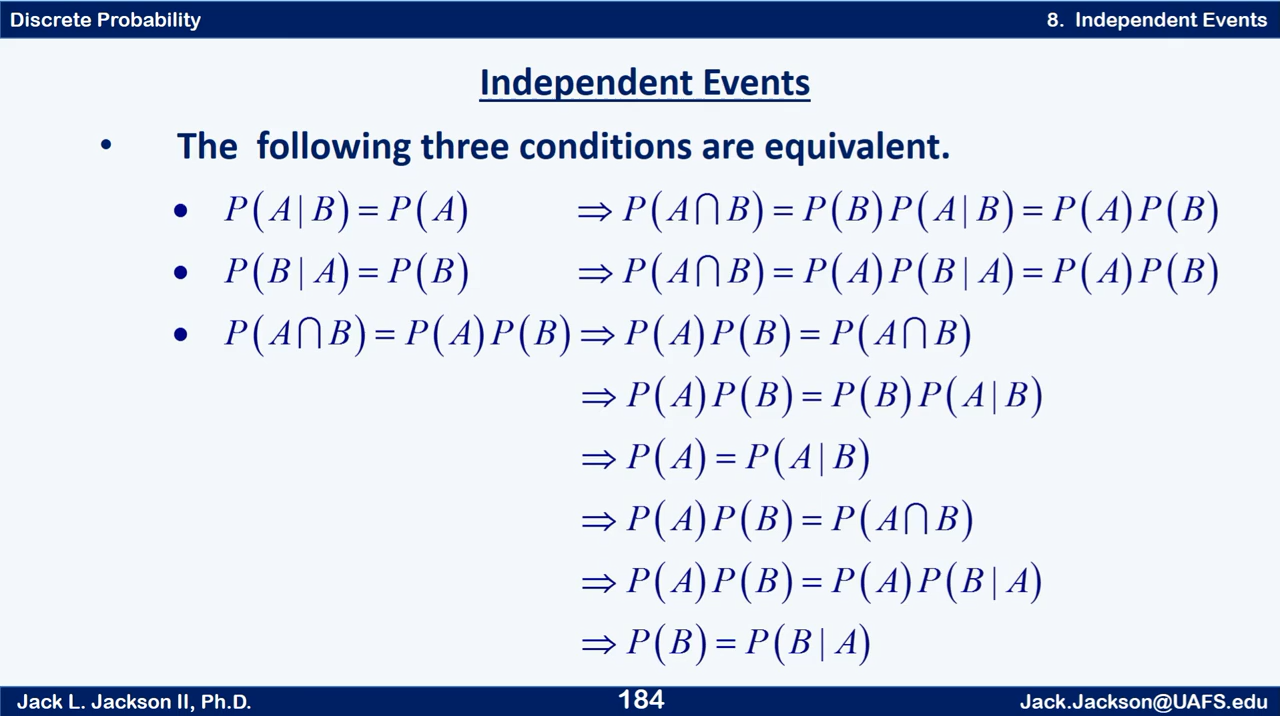 Discrete Probability
8. Independent Events
Independent Events
• The following three conditions are equivalent.
• P(A | B) = P(A) ⇒ P(A ⋂ B) = P(B)P(A | B) = P(A)P(B)
• P(B | A) = P(B) ⇒ P(A ⋂ B) = P(A)P(B | A) = P(A)P(B)
• P(A ⋂ B) = P(A)P(B) ⇒ P(A)P(B) = P(A ⋂ B)
⇒ P(A)P(B) = P(B)P(A | B)
⇒ P(A) = P(A | B)
⇒ P(A)P(B) = P(A ⋂ B)
⇒ P(A)P(B) = P(A)P(B | A)
⇒ P(B) = P(B | A)
Jack L. Jackson II, Ph.D.
184
Jack.Jackson@UAFS.edu